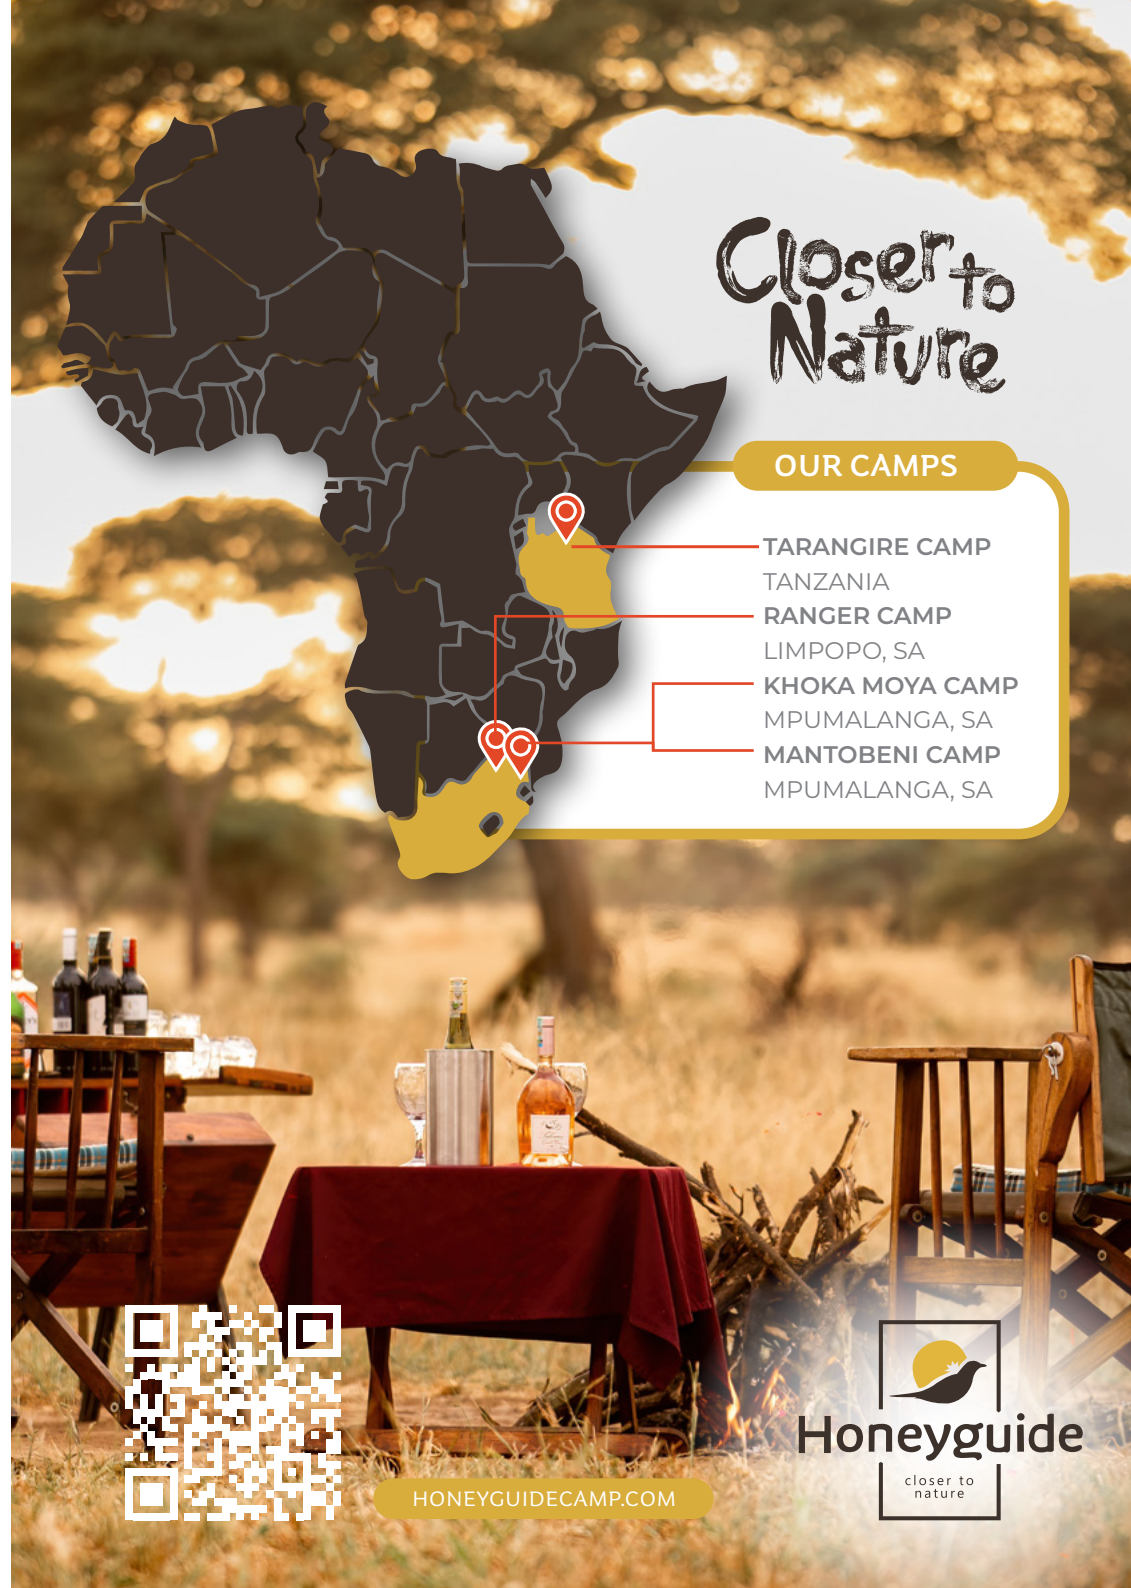 Closer to
Nature
OUR CAMPS
TARANGIRE CAMP
TANZANIA
RANGER CAMP
LIMPOPO, SA
KHOKA MOYA CAMP
MPUMALANGA, SA
MANTOBENI CAMP
MPUMALANGA, SA
HONEYGUIDECAMP.COM
Honeyguide
closer to
nature